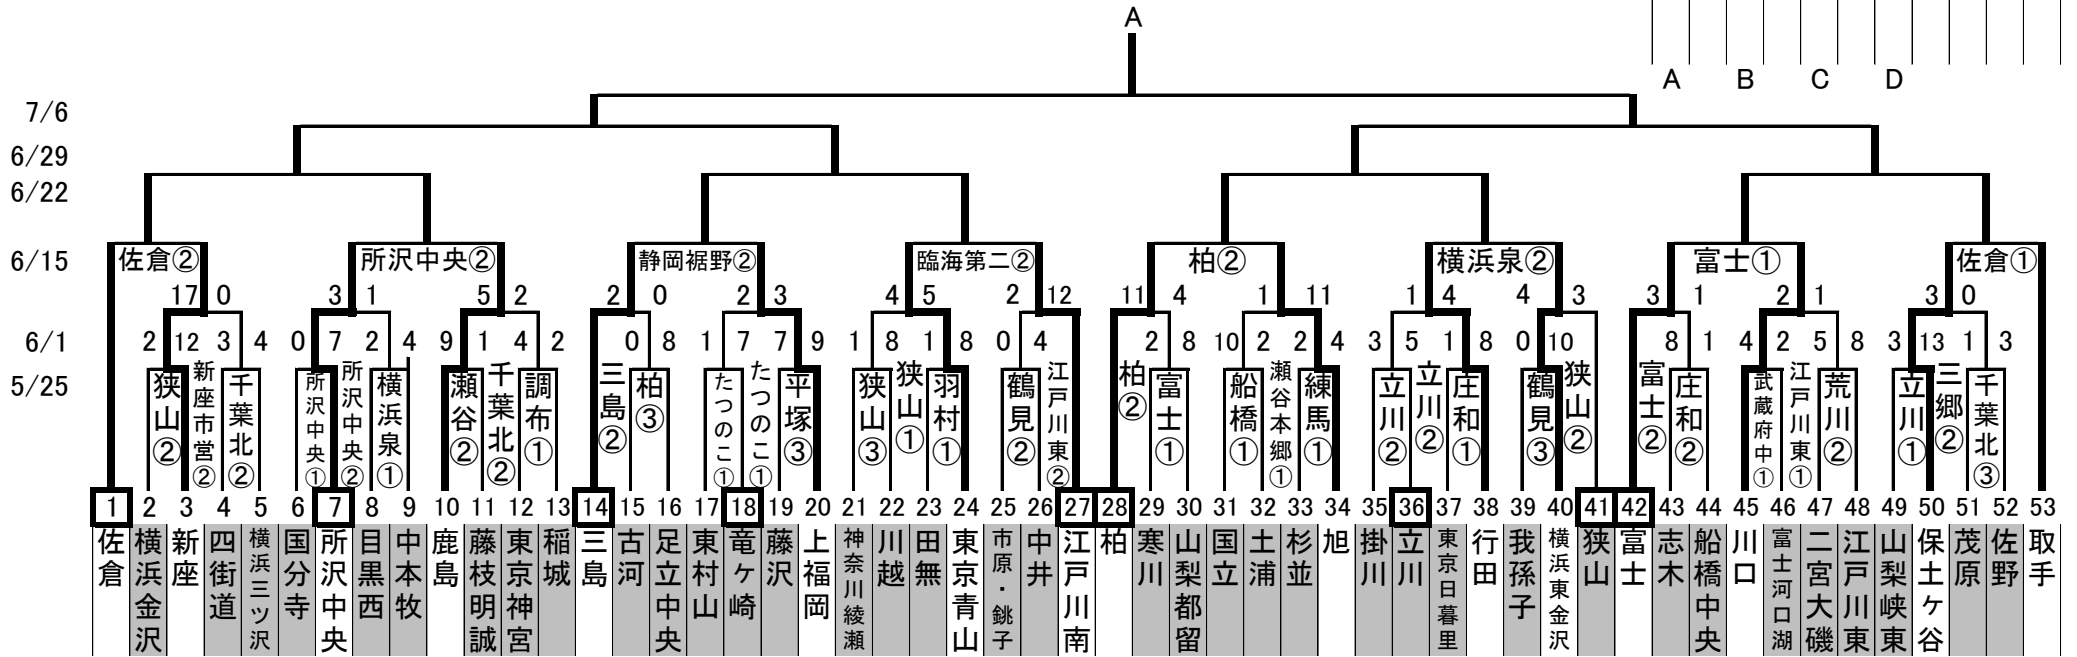 A
A B C D
7/6
6/29
6/22
6/15 佐倉② 所沢中央② 静岡裾野② 臨海第二② 柏② 横浜泉② 富士① 佐倉①
17 0 3 1 5 2 2 0 2 3 4 5 2 12 11 4 1 11 1 4 4 3 3 1 2 1 3 0
6/1 2 12 3 4 0 7 2 4 9 1 4 2 0 8 1 7 7 9 1 8 1 8 0 4 2 8 10 2 2 4 3 5 1 8 0 10 8 1 4 2 5 8 3 13 1 3
5/25
狭山② 新座市営② 千葉北② 所沢中央① 所沢中央② 横浜泉① 瀬谷② 千葉北② 調布① 三島② 柏③ たつのこ① たつのこ① 平塚③ 狭山③ 狭山① 羽村① 鶴見② 江戸川東② 柏② 富士① 船橋① 瀬谷本郷① 練馬① 立川② 立川② 庄和① 鶴見③ 狭山② 富士② 庄和② 武蔵府中① 江戸川東① 荒川② 立川① 三郷② 千葉北③
1 2 3 4 5 6 7 8 9 10 11 12 13 14 15 16 17 18 19 20 21 22 23 24 25 26 27 28 29 30 31 32 33 34 35 36 37 38 39 40 41 42 43 44 45 46 47 48 49 50 51 52 53
佐倉 横浜金沢 新座 四街道 横浜三ツ沢 国分寺 所沢中央 目黒西 中本牧 鹿島 藤枝明誠 東京神宮 稲城 三島 古河 足立中央 東村山 竜ヶ崎 藤沢 上福岡 神奈川綾瀬 川越 田無 東京青山 市原・銚子 中井 江戸川南 柏 寒川 山梨都留 国立 土浦 杉並 旭 掛川 立川 東京日暮里 行田 我孫子 横浜東金沢 狭山 富士 志木 船橋中央 川口 富士河口湖 二宮大磯 江戸川東 山梨峡東 保土ヶ谷 茂原 佐野 取手